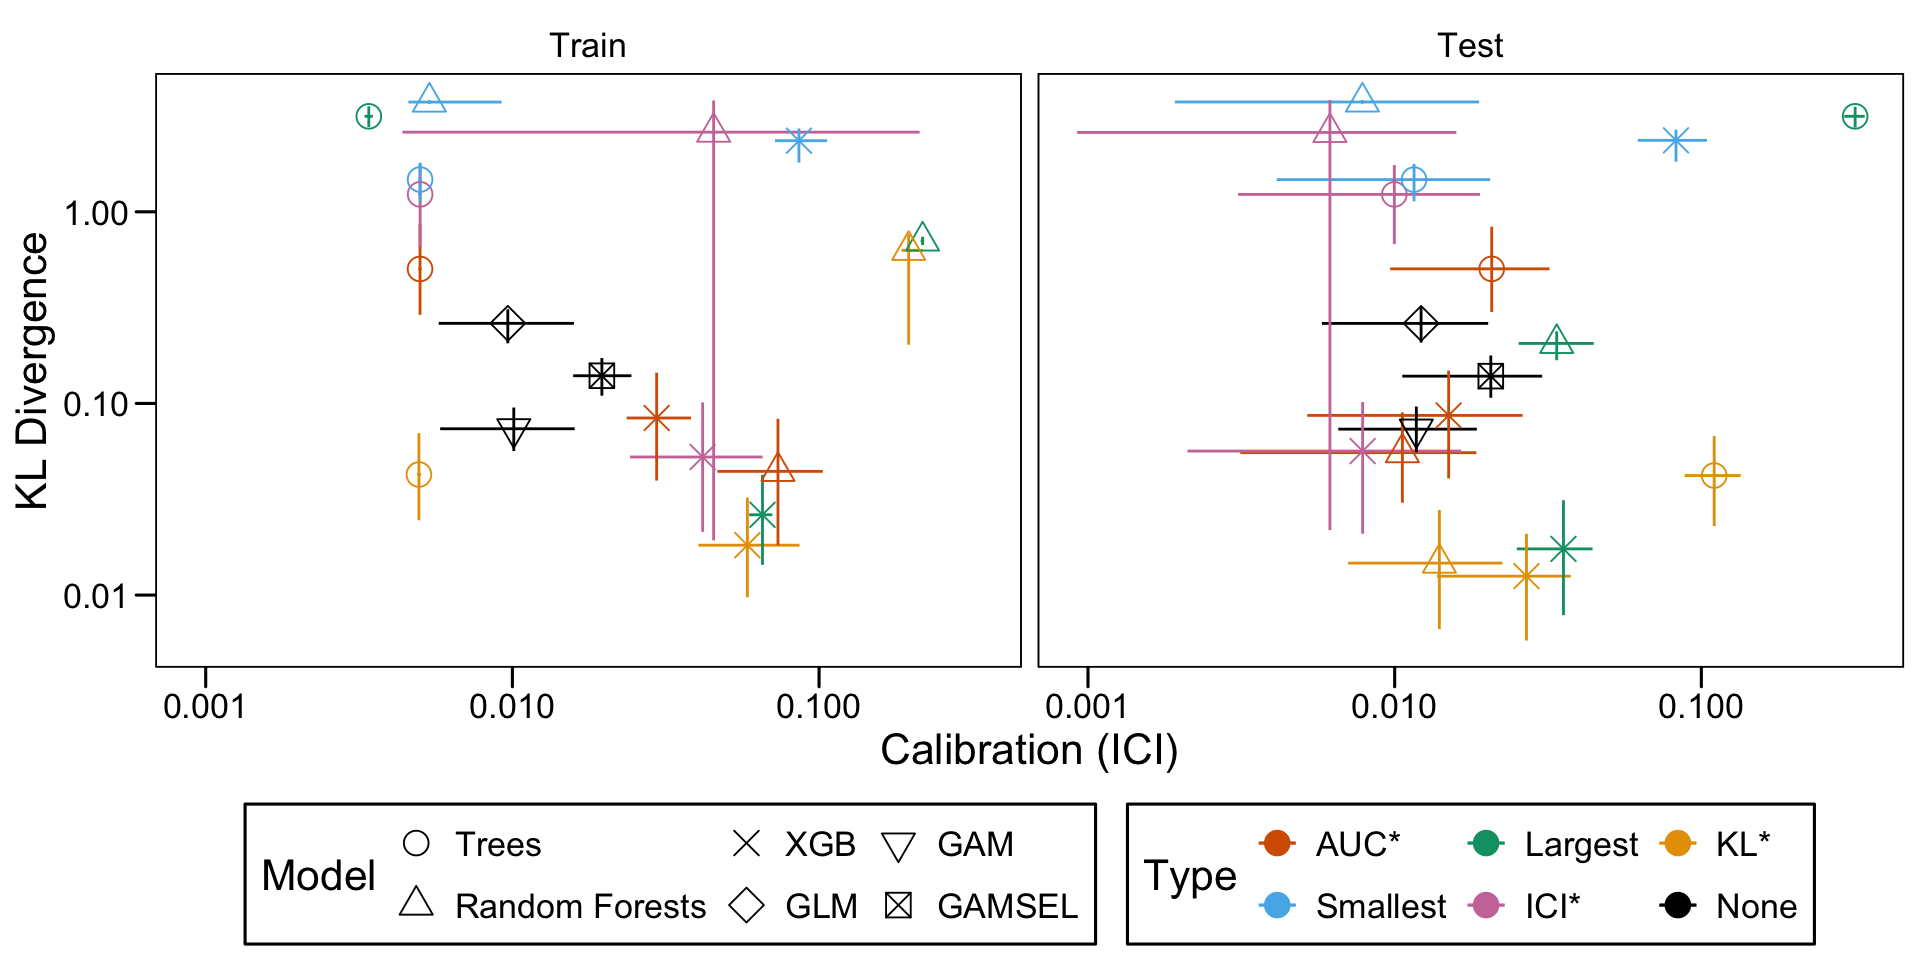 Train
Test
KL Divergence
1.00
0.10
0.01
0.001 0.010 0.100
0.001 0.010 0.100
Calibration (ICI)
Model
Trees XGB GAM
Random Forests GLM GAMSEL
Type
AUC* Largest KL*
Smallest ICI* None